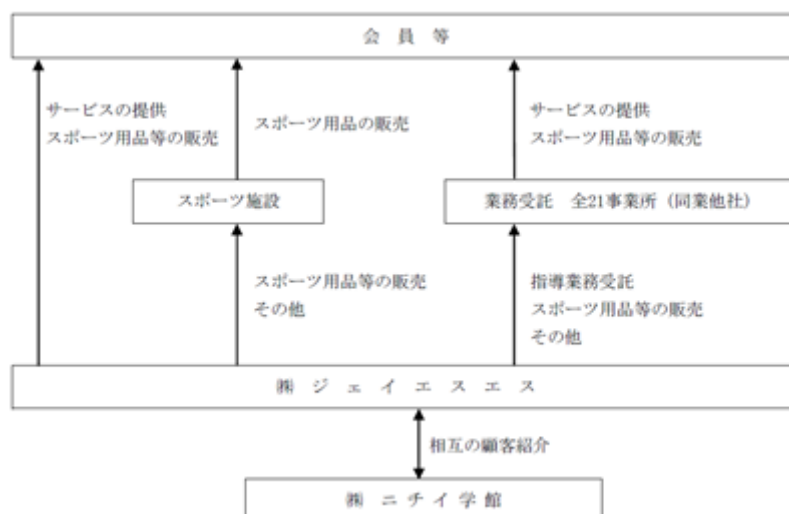 会員等
サービスの提供
スポーツ用品等の販売
スポーツ用品の販売
サービスの提供
スポーツ用品等の販売
スポーツ施設
業務受託 全21事業所（同業他社）
スポーツ用品等の販売
その他
指導業務受託
スポーツ用品等の販売
その他
㈱ジェイエスエス
相互の顧客紹介
㈱ニチイ学館